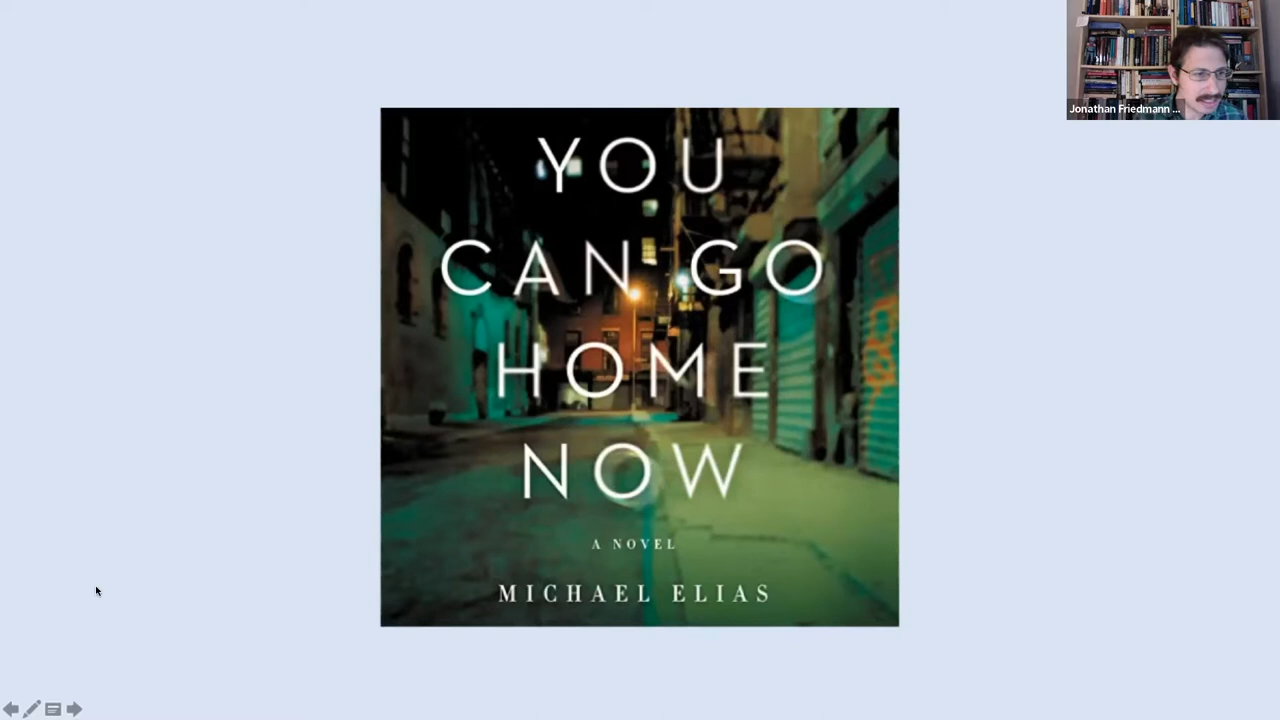 Jonathan Friedmann ...
YOU
CAN GO
HOME
NOW
A NOVEL
MICHAEL ELIAS